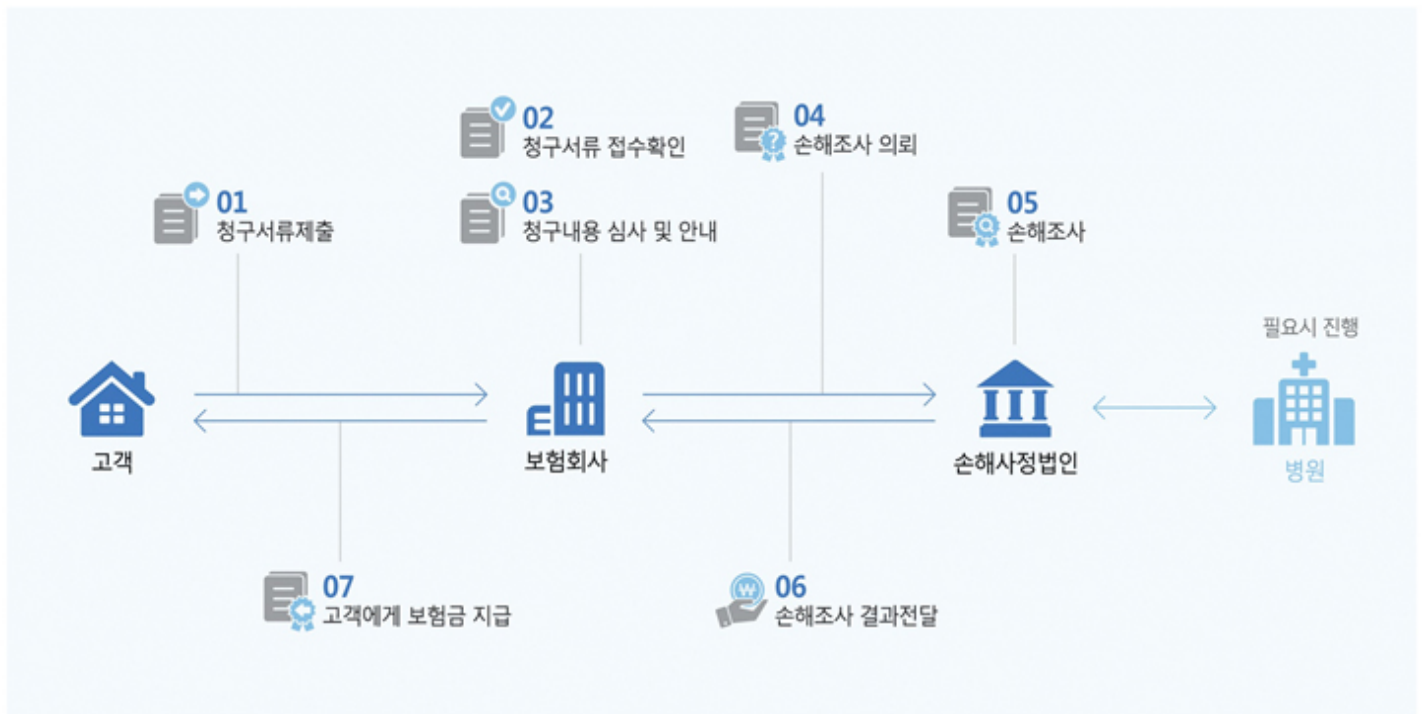 01
청구서류제출
02
청구서류 접수확인
03
청구내용 심사 및 안내
04
손해조사 의뢰
05
손해조사
필요시 진행
고객
보험회사
손해사정법인
병원
07
고객에게 보험금 지급
₩
06
손해조사 결과전달